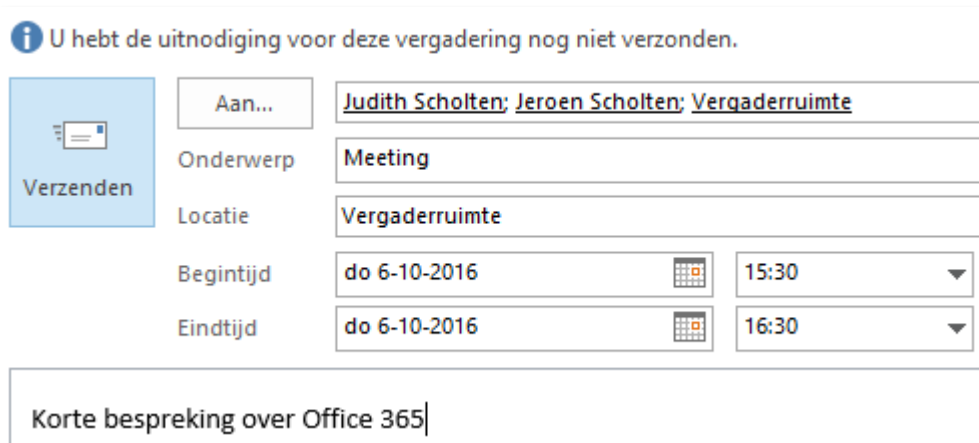 U hebt de uitnodiging voor deze vergadering nog niet verzonden.
Verzenden
Aan... Judith Scholten; Jeroen Scholten; Vergaderruimte
Onderwerp Meeting
Locatie Vergaderruimte
Begintijd do 6-10-2016 15:30
Eindtijd do 6-10-2016 16:30
Korte bespreking over Office 365